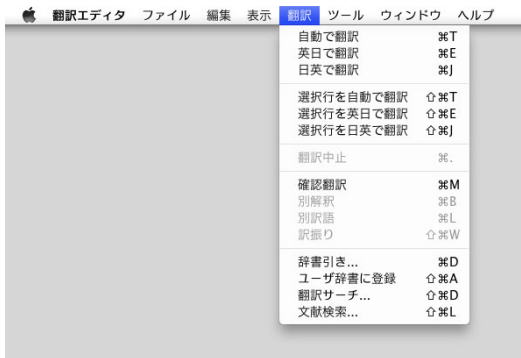 翻訳エディタ ファイル 編集 表示 翻訳 ツール ウィンドウ ヘルプ
自動で翻訳 ⌘T
英日で翻訳 ⌘E
日英で翻訳 ⌘J
選択行を自動で翻訳 ⇧⌘T
選択行を英日で翻訳 ⇧⌘E
選択行を日英で翻訳 ⇧⌘J
翻訳中止 ⌘.
確認翻訳 ⌘M
別解釈 ⌘B
別訳語 ⌘L
訳振り ⇧⌘W
辞書引き... ⌘D
ユーザ辞書に登録 ⇧⌘A
翻訳サーチ... ⇧⌘D
文献検索... ⇧⌘L